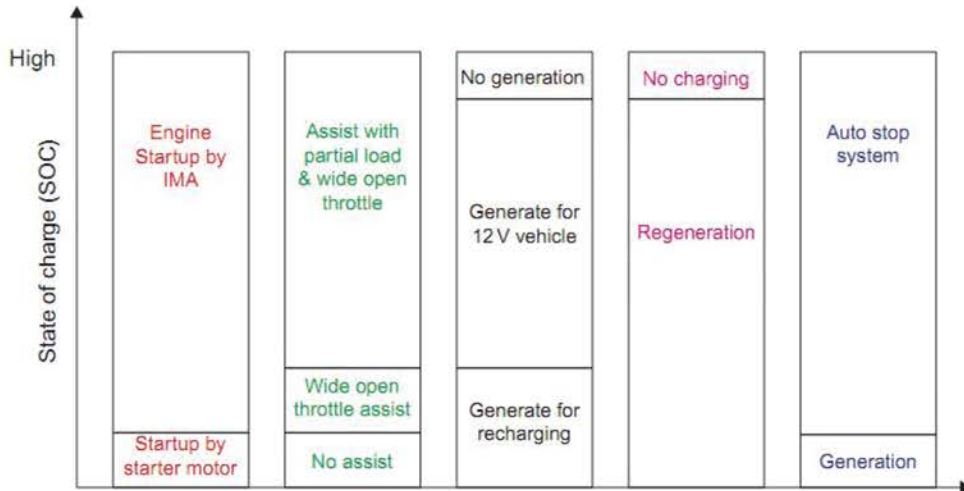 High
State of charge (SOC)
Engine
Startup by
IMA
Startup by
starter motor
Assist with
partial load
& wide open
throttle
Wide open
throttle assist
No assist
No generation
Generate for
12 V vehicle
Generate for
recharging
No charging
Regeneration
Auto stop
system
Generation